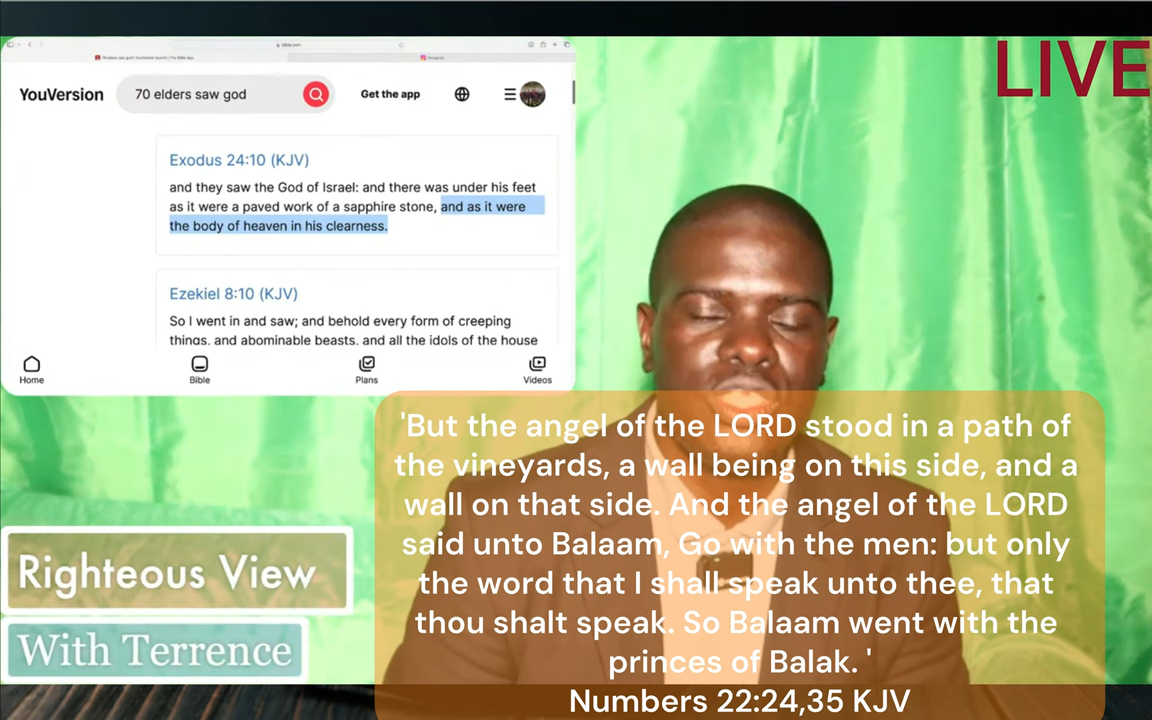 LIVE
YouVersion
70 elders saw god
Get the app
Exodus 24:10 (KJV)
and they saw the God of Israel: and there was under his feet
as it were a paved work of a sapphire stone, and as it were
the body of heaven in his clearness.
Ezekiel 8:10 (KJV)
So I went in and saw; and behold every form of creeping
things, and abominable beasts, and all the idols of the house
Home
Bible
Plans
Videos
'But the angel of the LORD stood in a path of
the vineyards, a wall being on this side, and a
wall on that side. And the angel of the LORD
said unto Balaam, Go with the men: but only
the word that I shall speak unto thee, that
thou shalt speak. So Balaam went with the
princes of Balak. '
Numbers 22:24,35 KJV
Righteous View
With Terrence